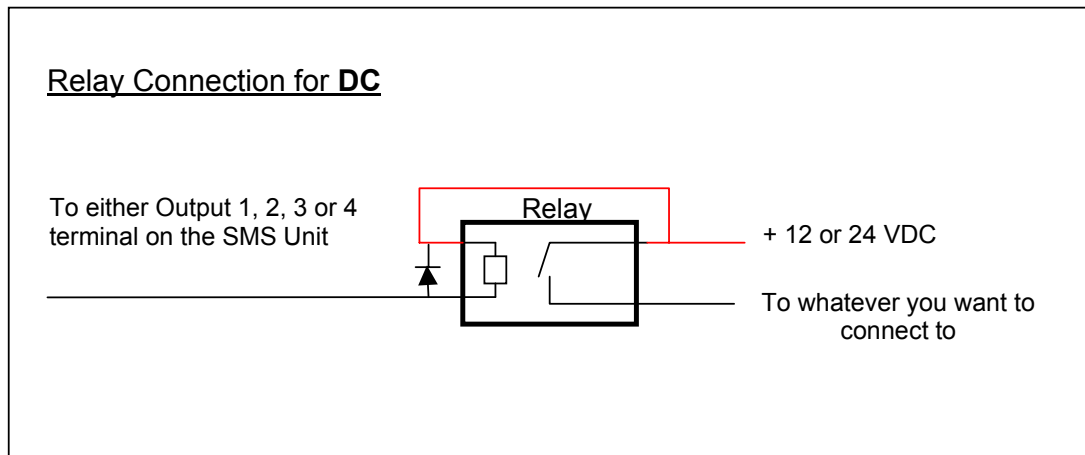 Relay Connection for DC
To either Output 1, 2, 3 or 4
terminal on the SMS Unit
Relay
+ 12 or 24 VDC
To whatever you want to
connect to